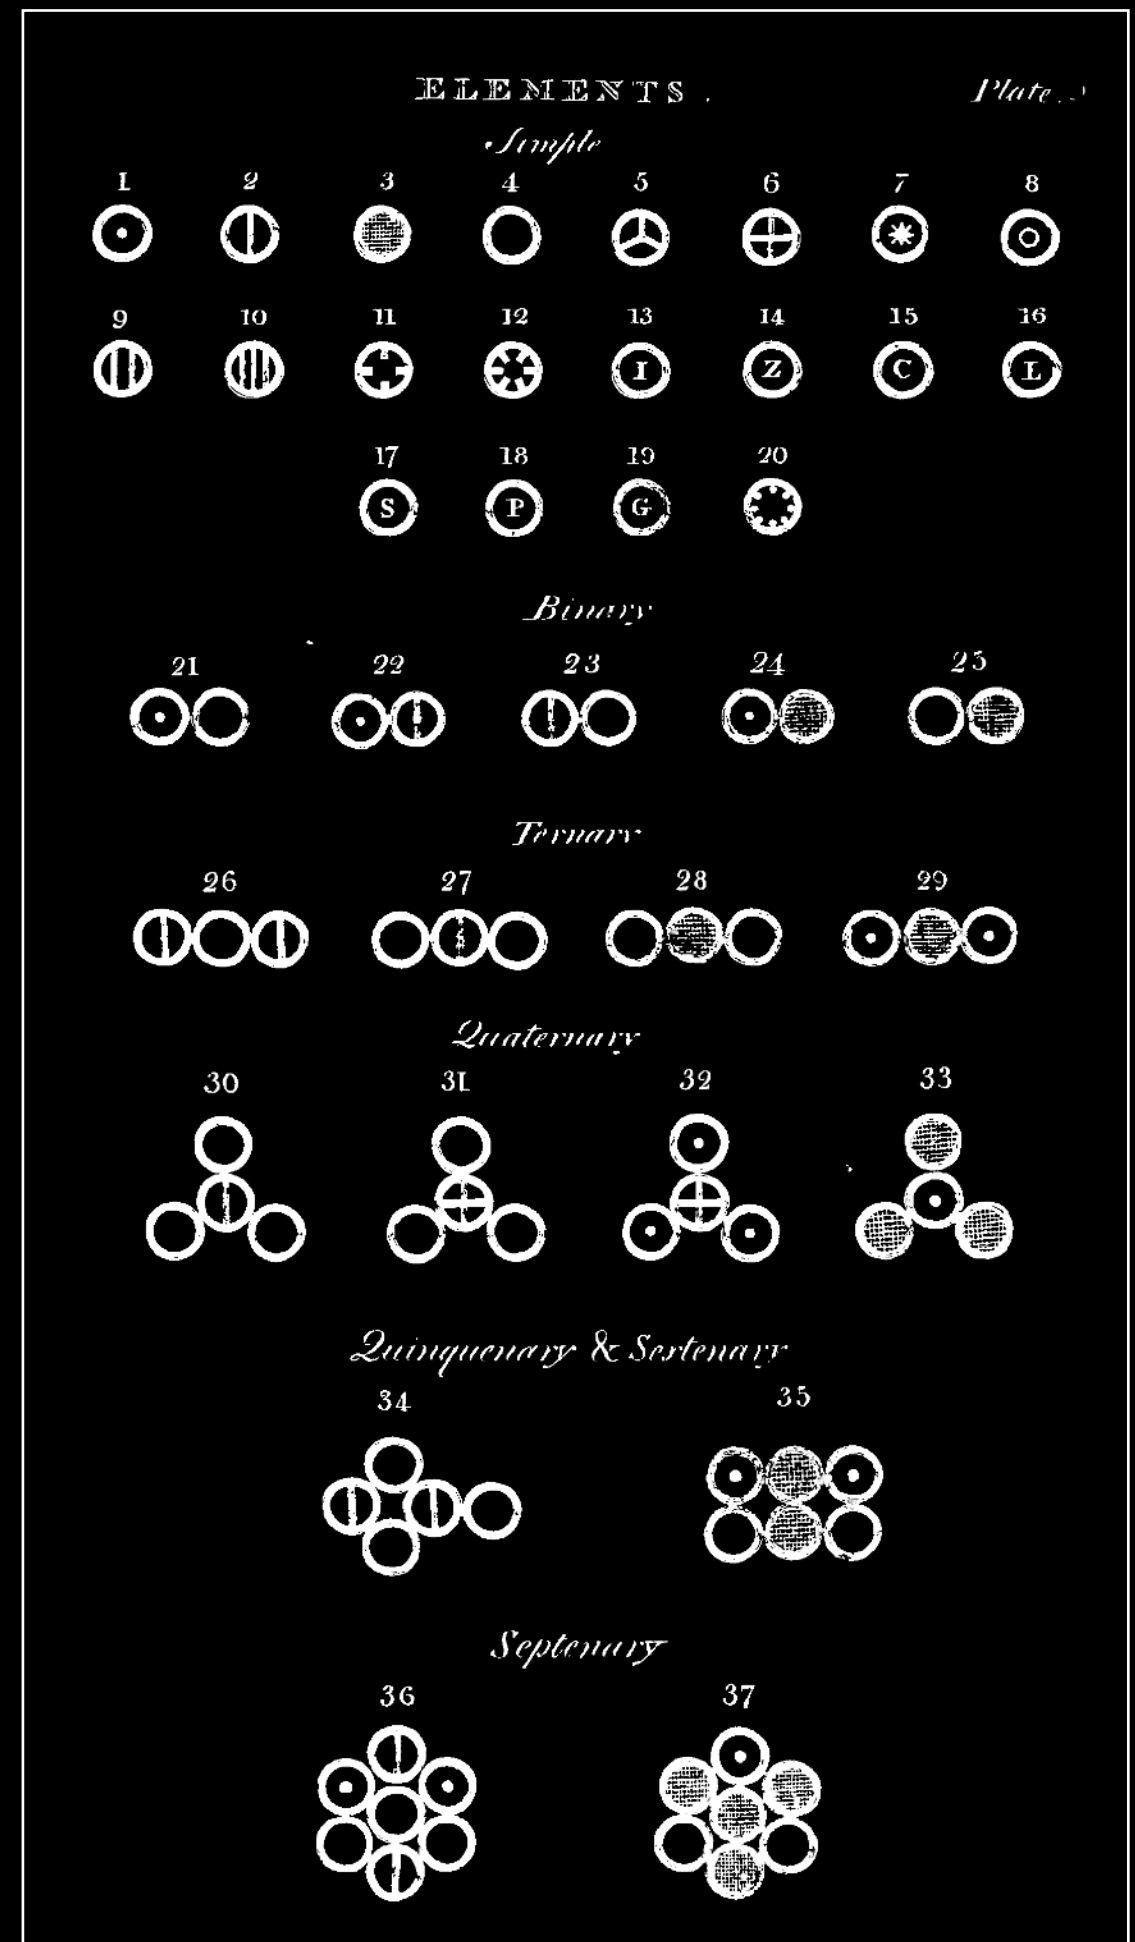 ELEMENTS. Plate.
Simple
1 2 3 4 5 6 7 8
9 10 11 12 13 14 15 16
I Z C L
17 18 19 20
S P G
Binary
21 22 23 24 25
Ternary
26 27 28 29
Quaternary
30 31 32 33
Quinquenary & Sextenary
34 35
Septenary
36 37